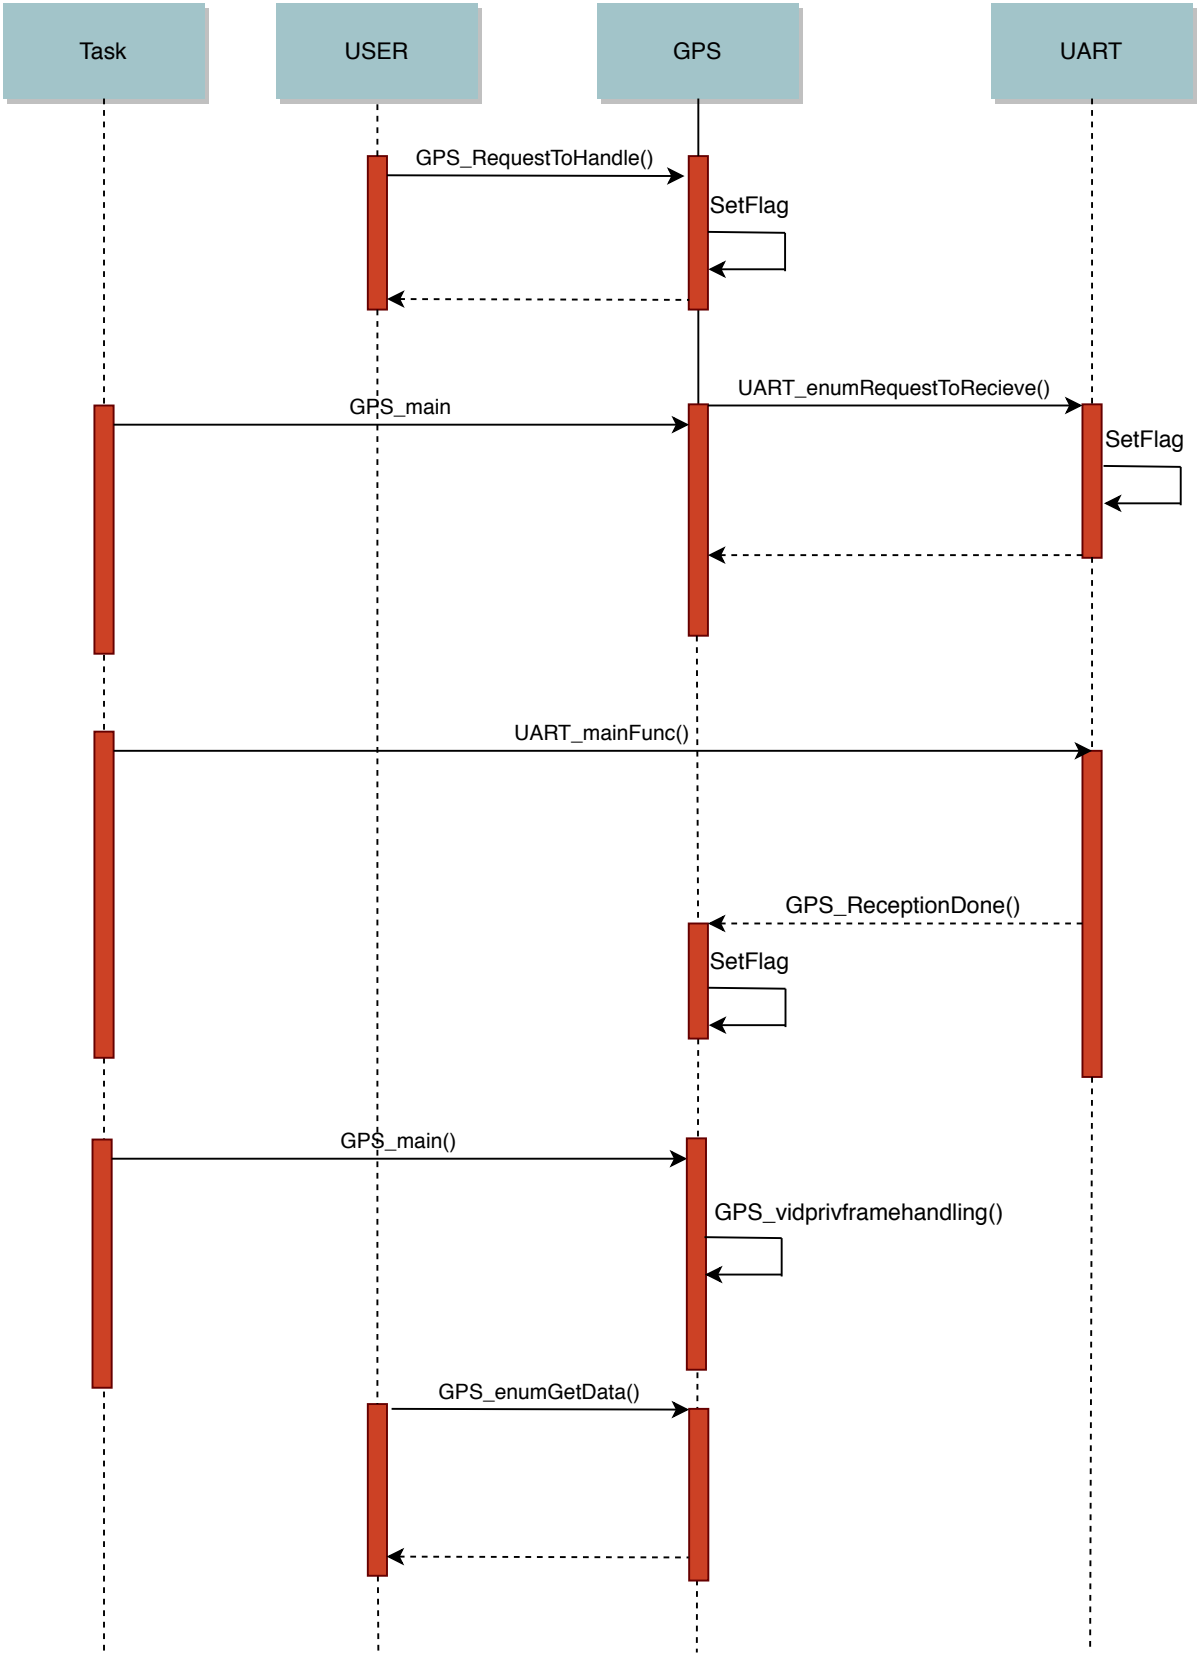 Task
USER
GPS
UART
GPS_RequestToHandle()
SetFlag
UART_enumRequestToRecieve()
GPS_main
SetFlag
UART_mainFunc()
GPS_ReceptionDone()
SetFlag
GPS_main()
GPS_vidprivframehandling()
GPS_enumGetData()